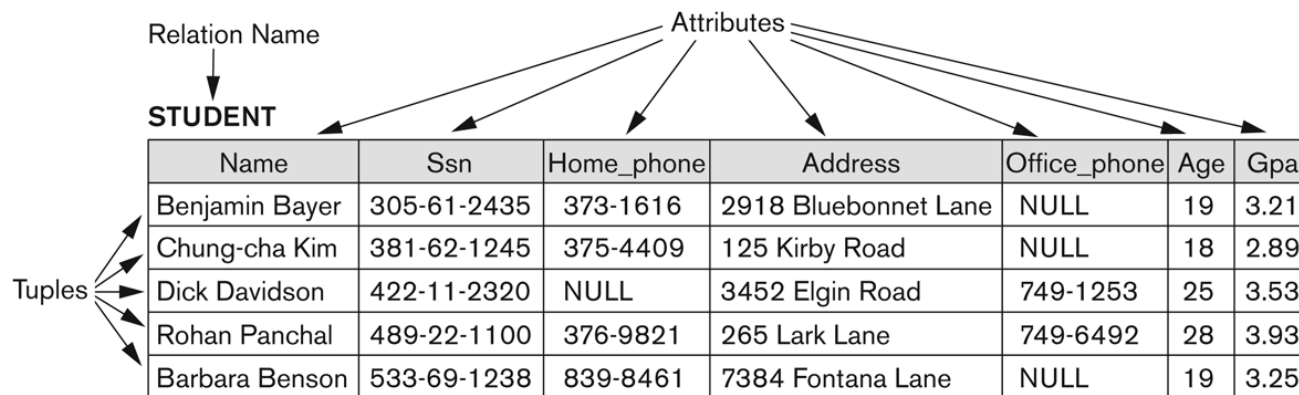 Attributes
Relation Name
STUDENT
Name Ssn Home_phone Address Office_phone Age Gpa
Benjamin Bayer 305-61-2435 373-1616 2918 Bluebonnet Lane NULL 19 3.21
Chung-cha Kim 381-62-1245 375-4409 125 Kirby Road NULL 18 2.89
Tuples Dick Davidson 422-11-2320 NULL 3452 Elgin Road 749-1253 25 3.53
Rohan Panchal 489-22-1100 376-9821 265 Lark Lane 749-6492 28 3.93
Barbara Benson 533-69-1238 839-8461 7384 Fontana Lane NULL 19 3.25